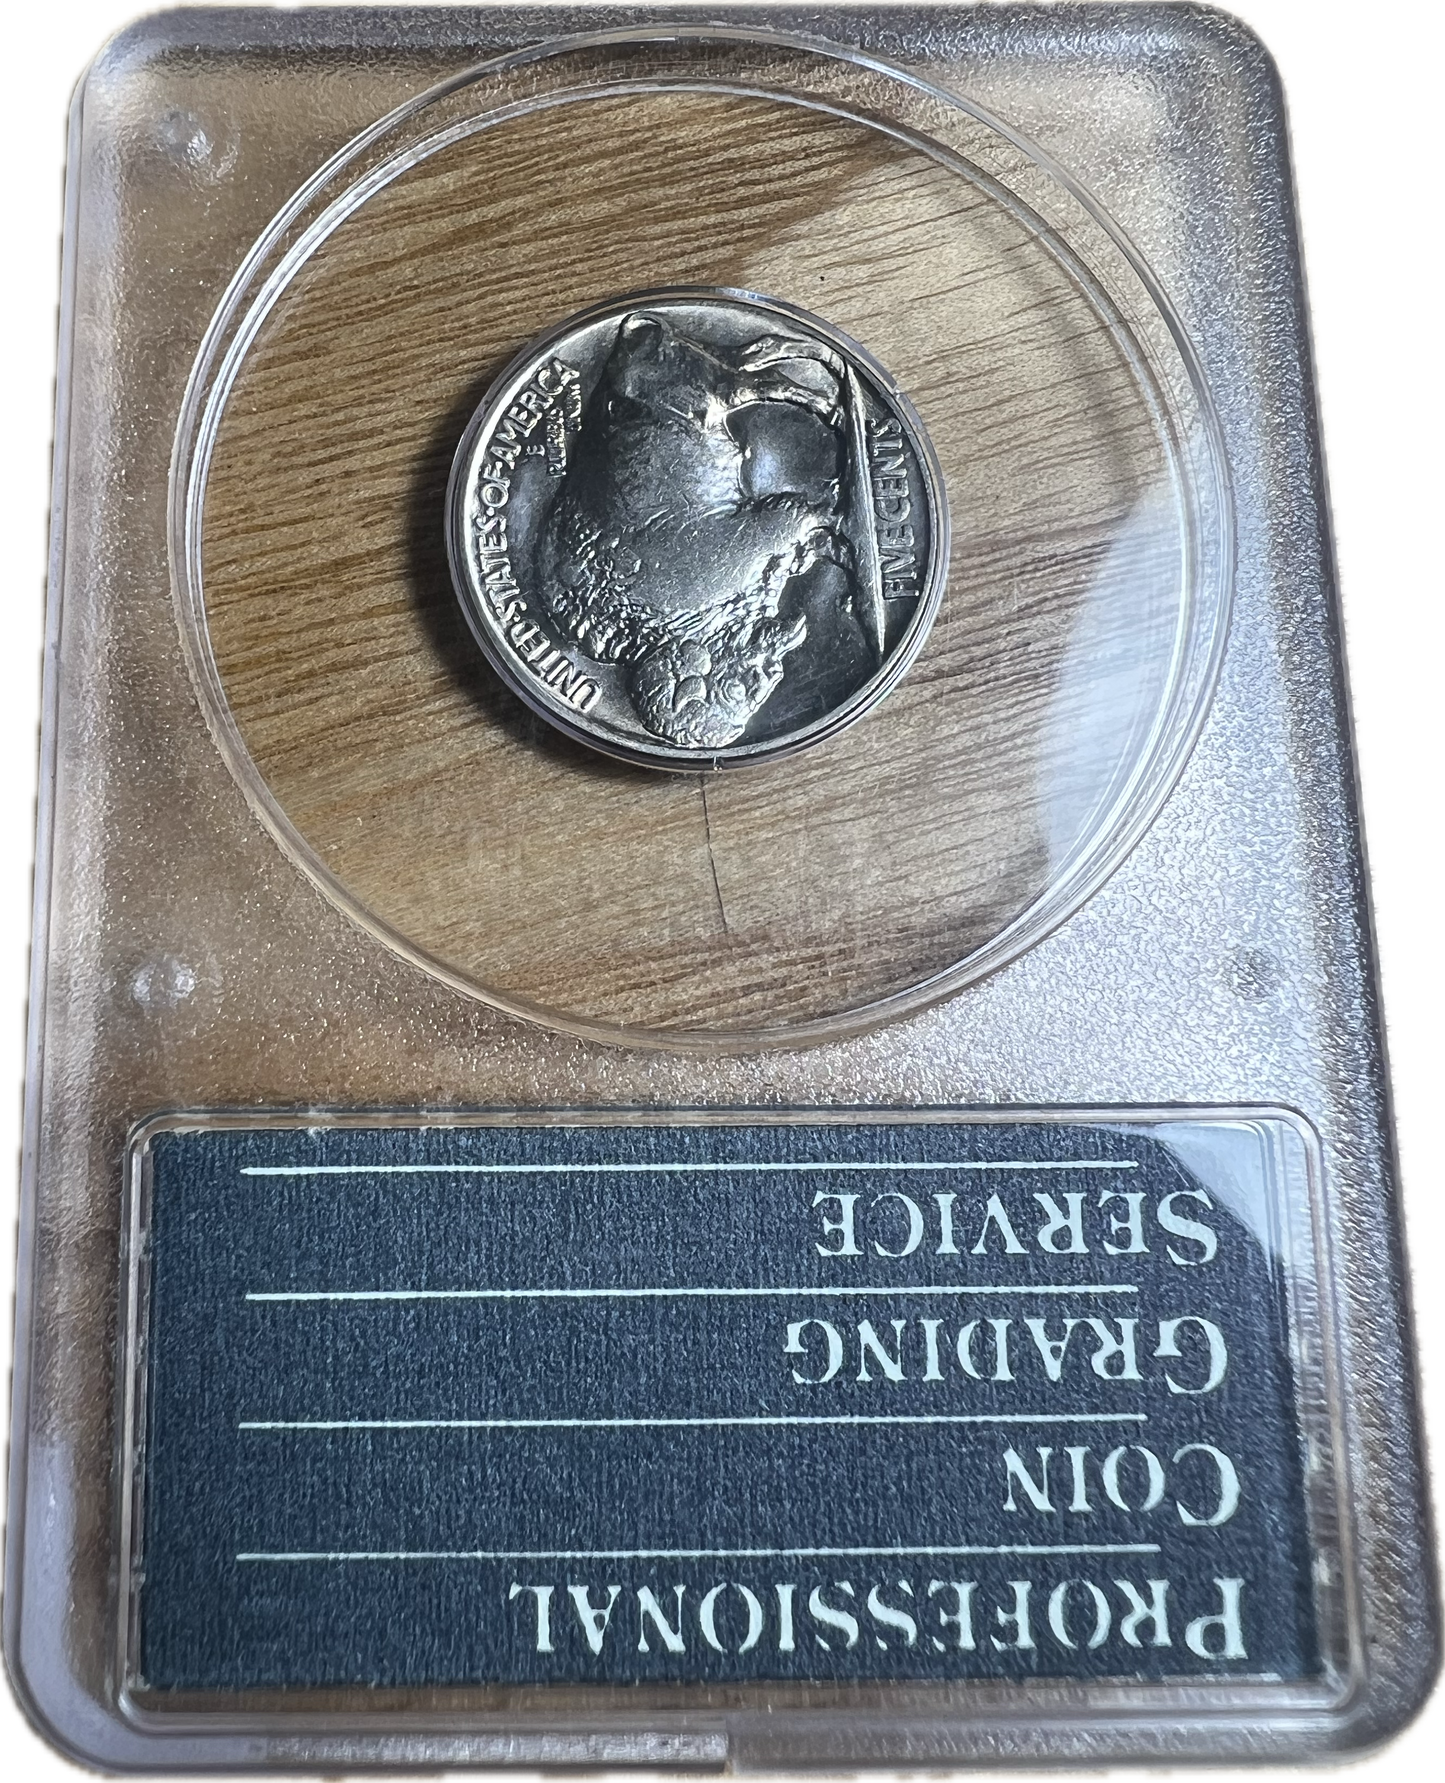 PROFESSIONAL
COIN
GRADING
SERVICE
UNITED·STATES·OF·AMERICA
E
PLURIBUS
UNUM
FIVE CENTS